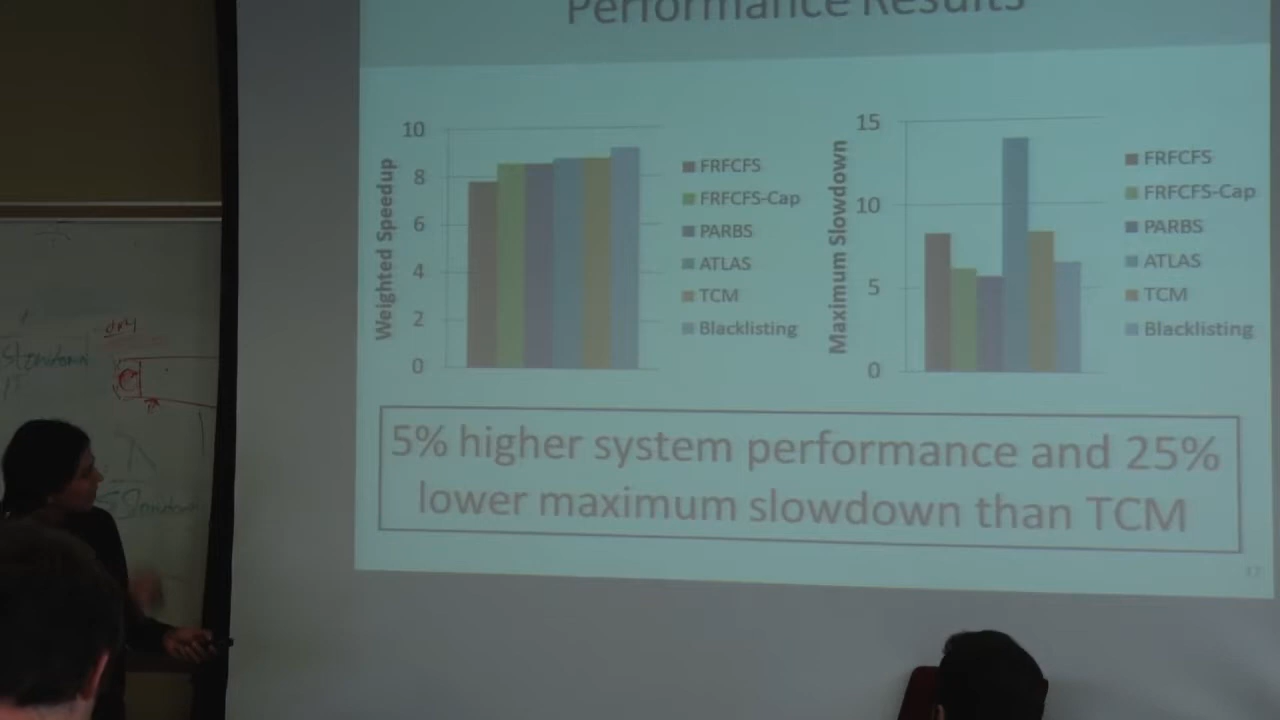 Performance Results
10
8
6
4
2
0
Weighted Speedup
FRFCFS
FRFCFS-Cap
PARBS
ATLAS
TCM
Blacklisting
15
10
5
0
Maximum Slowdown
FRFCFS
FRFCFS-Cap
PARBS
ATLAS
TCM
Blacklisting
5% higher system performance and 25%
lower maximum slowdown than TCM